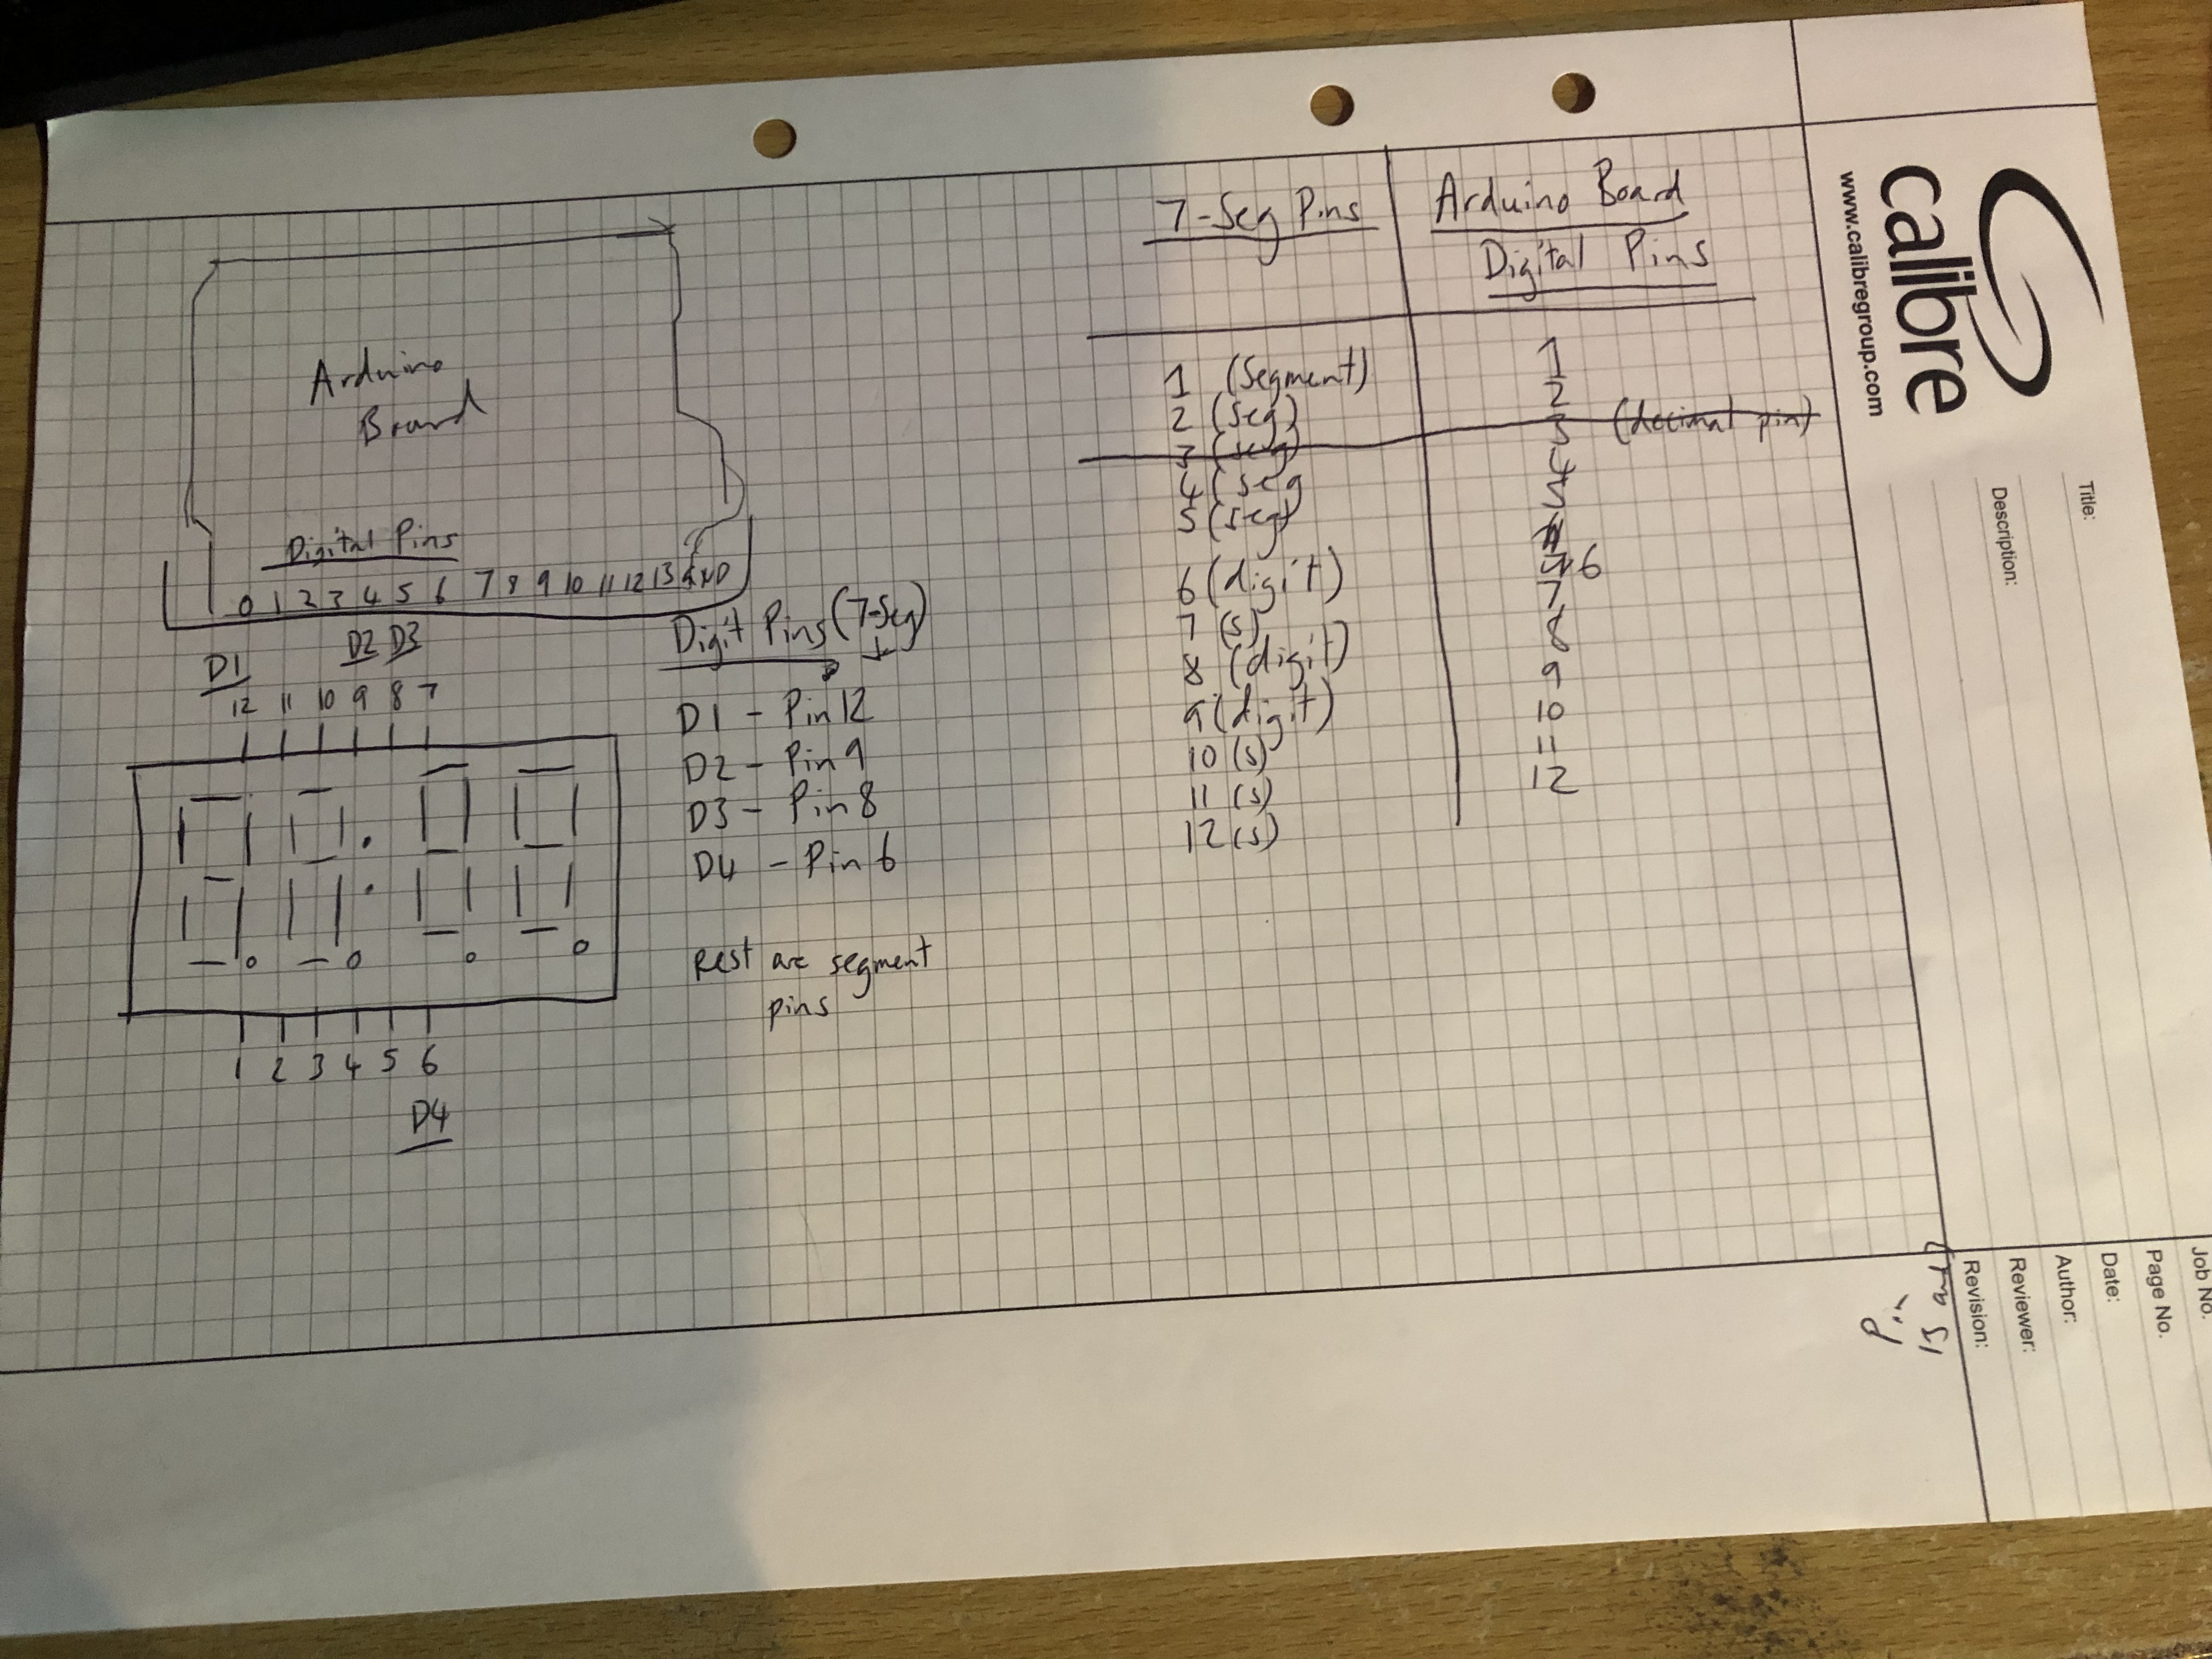 Arduino
Board
Digital Pins
0 1 2 3 4 5 6 7 8 9 10 11 12 13 GND
D1
D2 D3
12 11 10 9 8 7
1 2 3 4 5 6
D4
Digit Pins (7-Seg)
D1 - Pin 12
D2 - Pin 9
D3 - Pin 8
D4 - Pin 6
Rest are segment
pins
7-Seg Pins
Arduino Board
Digital Pins
1 (Segment) 1
2 (seg) 2
3 (seg) 3 (decimal pin)
4 (seg 4
5 (seg)
6 (digit) 6
7 (s) 7
8 (digit) 8
9 (digit) 9
10 (s) 10
11 (s) 11
12 (s) 12
calibre
www.calibregroup.com
Title:
Description:
Job No.
Page No.
Date:
Author:
Reviewer:
Revision: